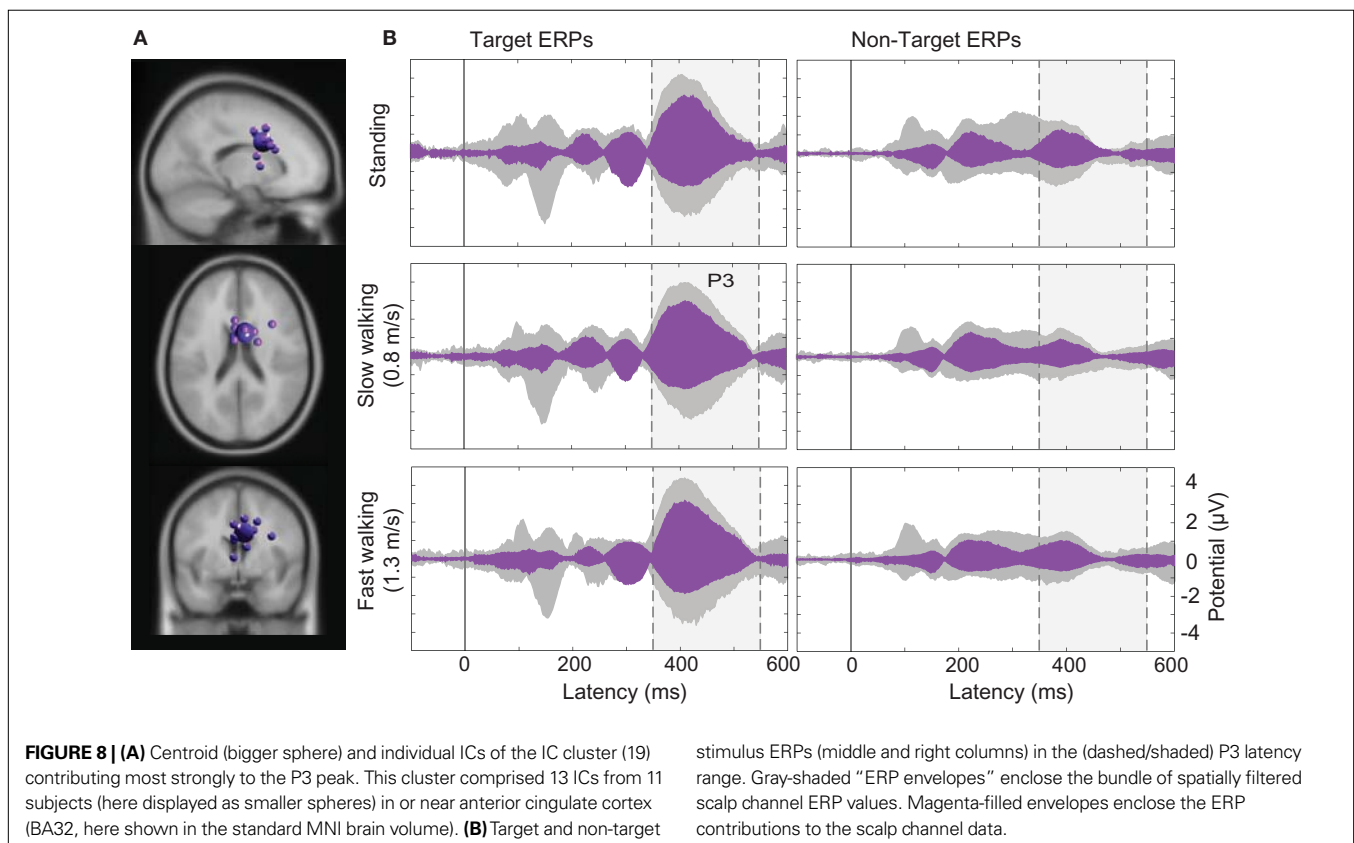 A
B
Target ERPs
Non-Target ERPs
Standing
Slow walking
(0.8 m/s)
P3
Fast walking
(1.3 m/s)
4
2
0
-2
-4
Potential (µV)
0
200
400
600
0
200
400
600
Latency (ms)
Latency (ms)
FIGURE 8 | (A) Centroid (bigger sphere) and individual ICs of the IC cluster (19)
contributing most strongly to the P3 peak. This cluster comprised 13 ICs from 11
subjects (here displayed as smaller spheres) in or near anterior cingulate cortex
(BA32, here shown in the standard MNI brain volume). (B) Target and non-target
stimulus ERPs (middle and right columns) in the (dashed/shaded) P3 latency
range. Gray-shaded “ERP envelopes” enclose the bundle of spatially filtered
scalp channel ERP values. Magenta-filled envelopes enclose the ERP
contributions to the scalp channel data.